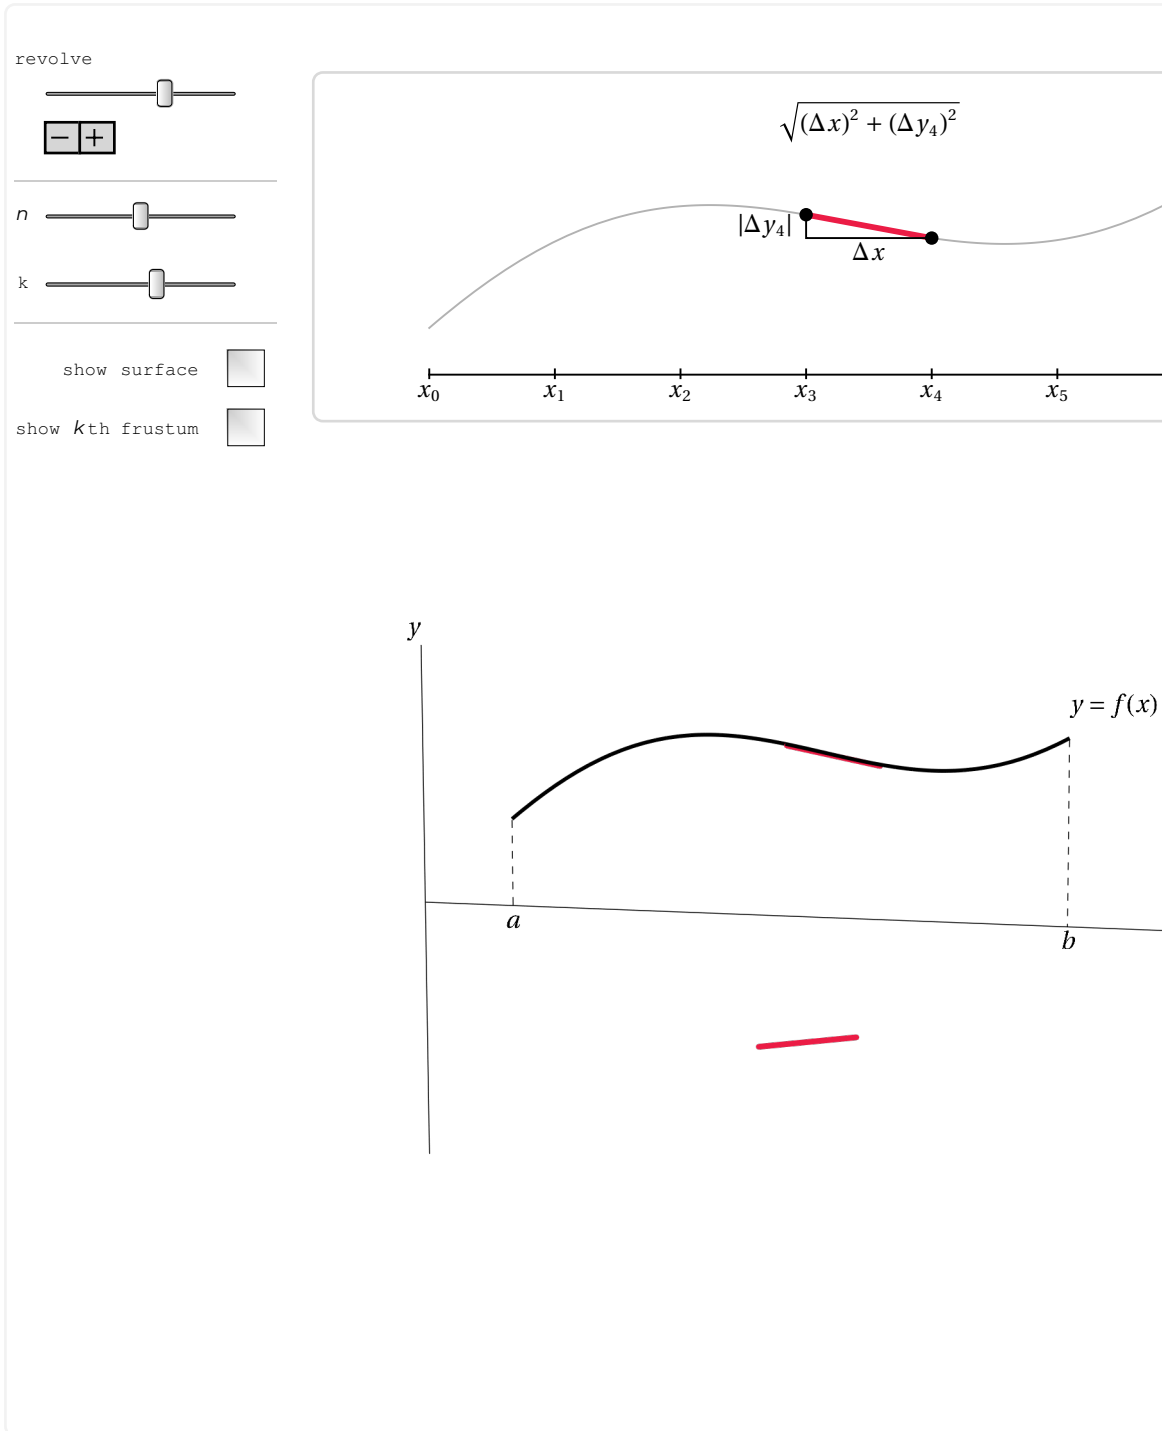 revolve
− +
n
k
show surface
show kth frustum
√((Δx)² + (Δy₄)²)
|Δy₄|
Δx
x₀ x₁ x₂ x₃ x₄ x₅
y
y = f(x)
a
b